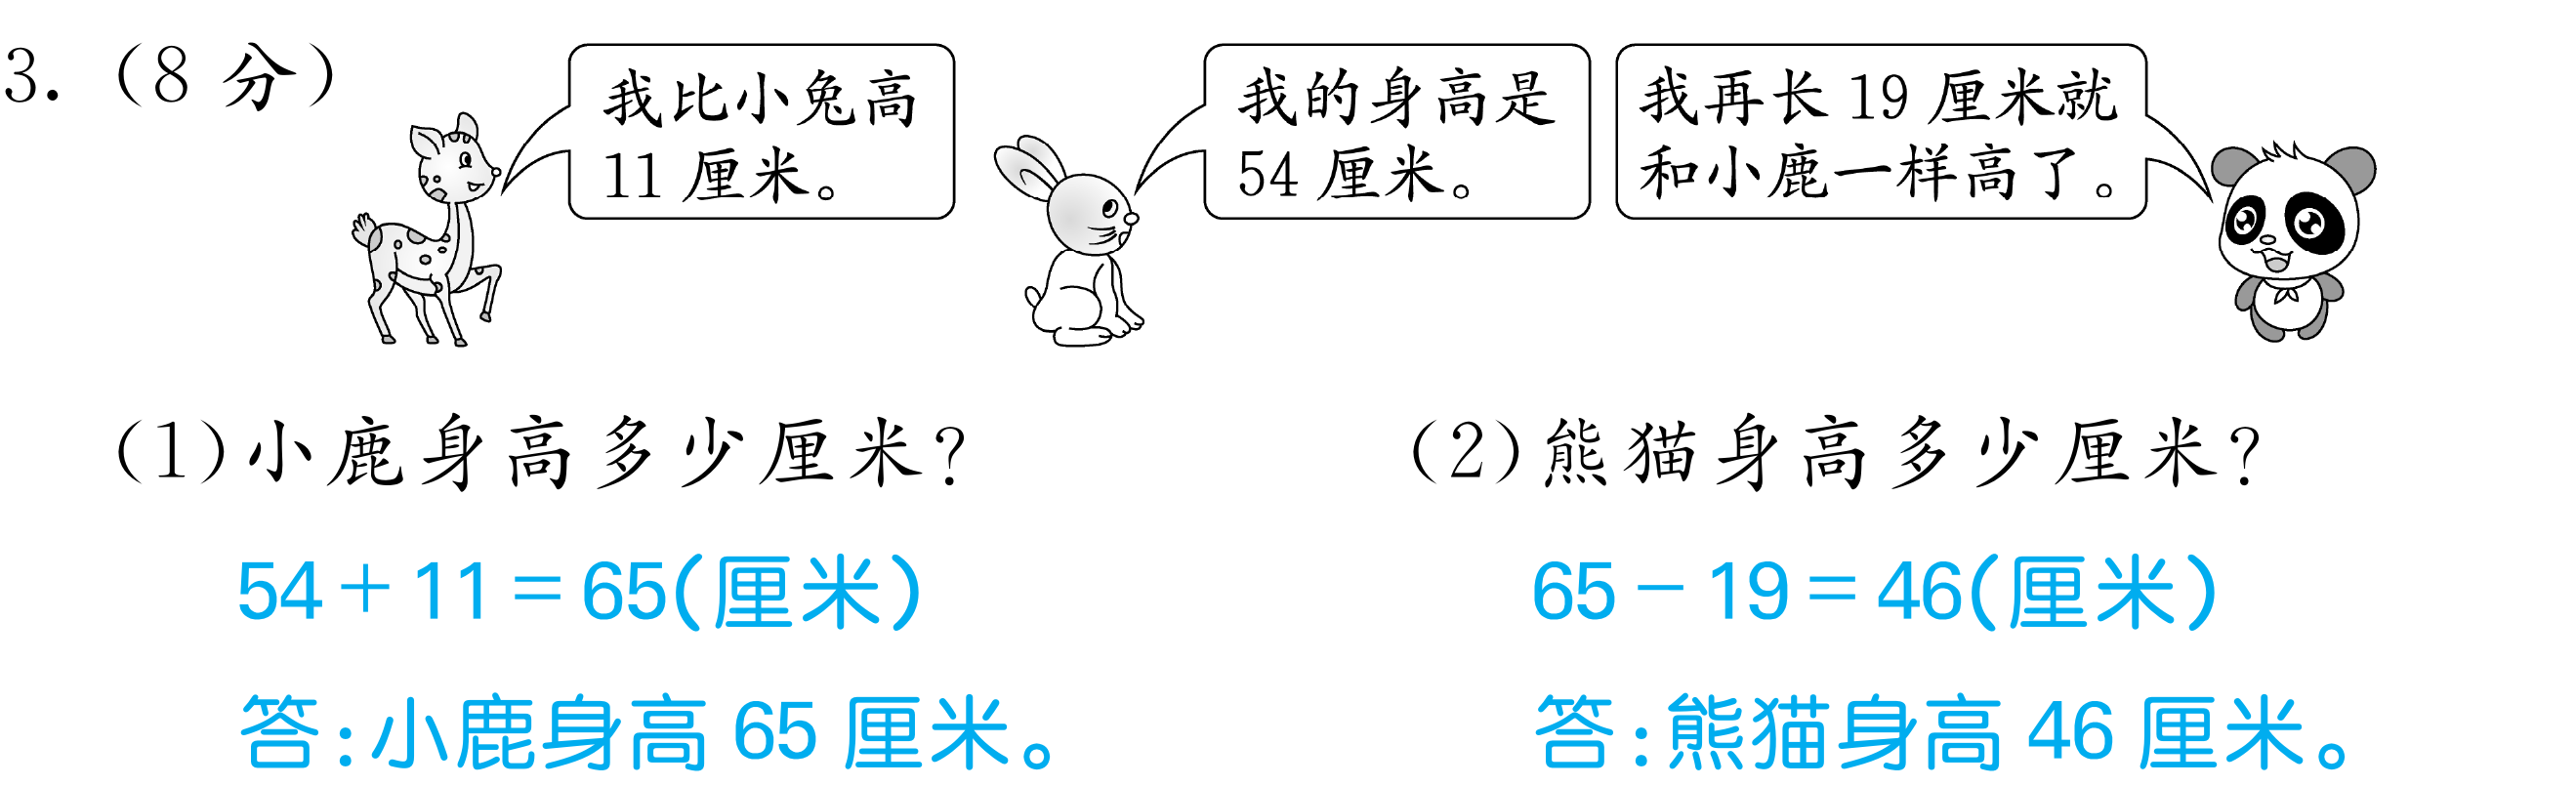 3.（8 分）
我比小兔高
11 厘米。
我的身高是
54 厘米。
我再长 19 厘米就
和小鹿一样高了。
（1）小鹿身高多少厘米？
（2）熊猫身高多少厘米？
54＋11＝65(厘米)
65－19＝46(厘米)
答:小鹿身高 65 厘米。
答:熊猫身高 46 厘米。